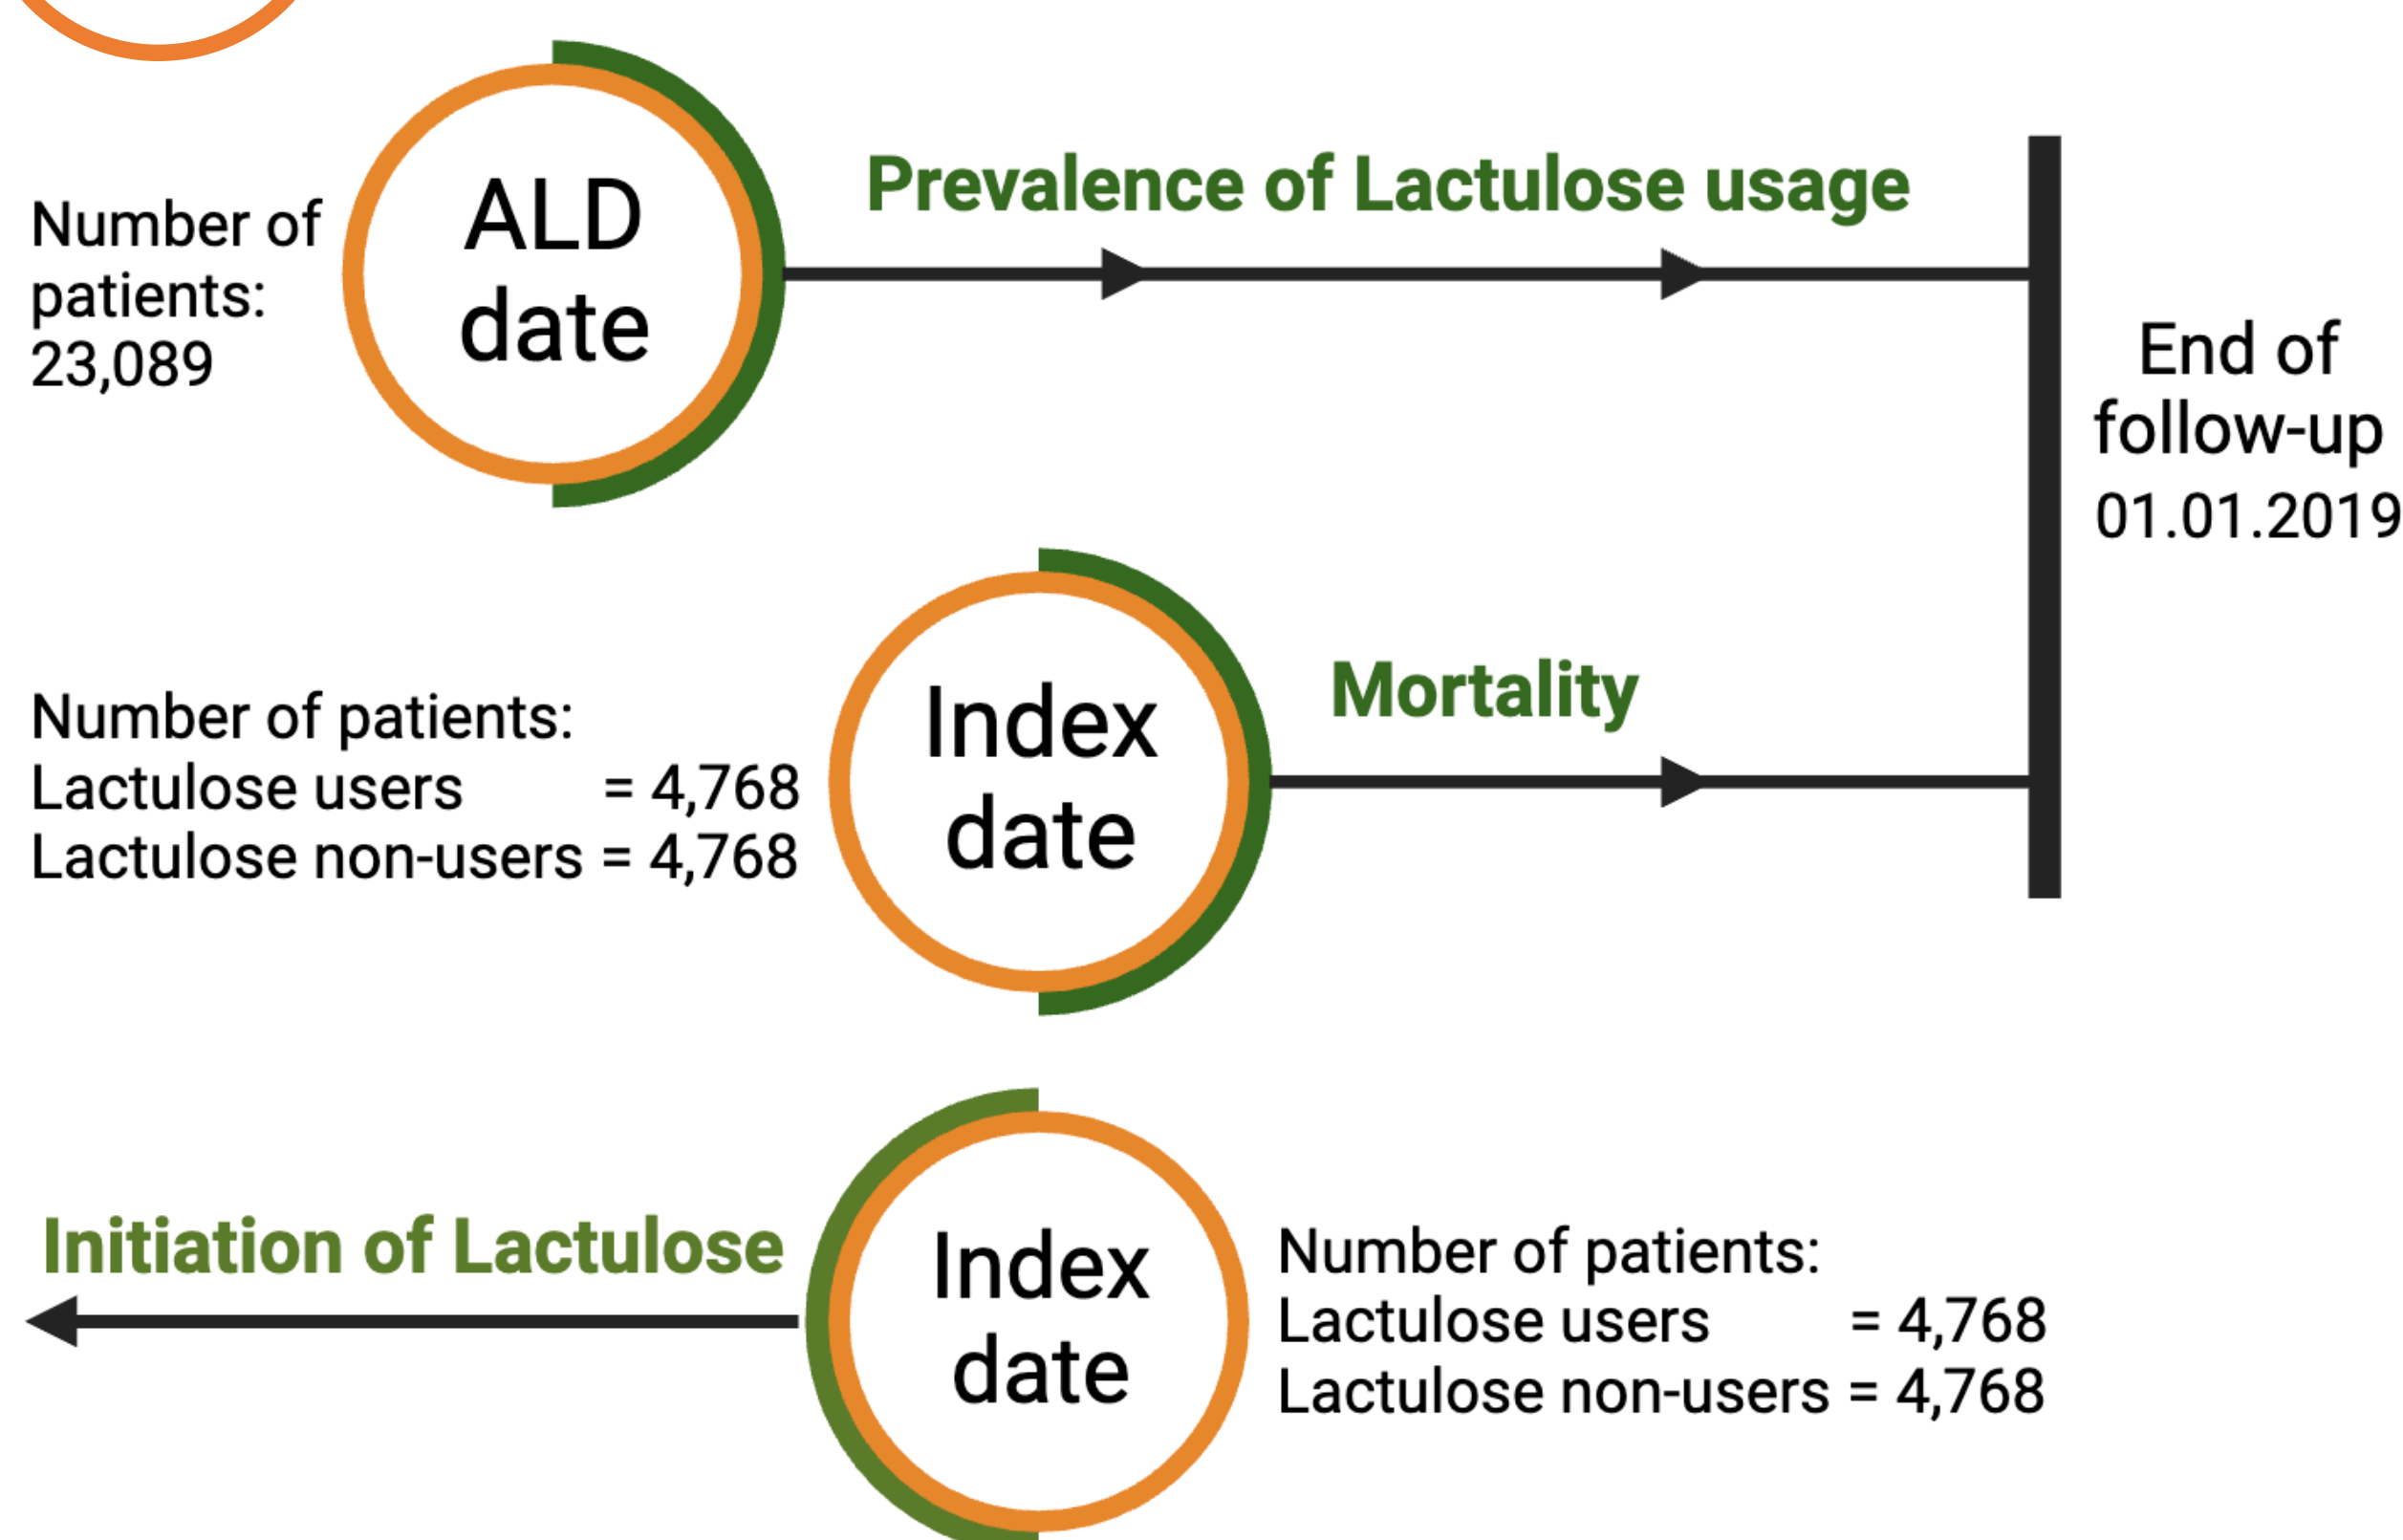 Number of
patients:
23,089
ALD
date
Prevalence of Lactulose usage
End of
follow-up
01.01.2019
Number of patients:
Lactulose users = 4,768
Lactulose non-users = 4,768
Index
date
Mortality
Initiation of Lactulose
Index
date
Number of patients:
Lactulose users = 4,768
Lactulose non-users = 4,768